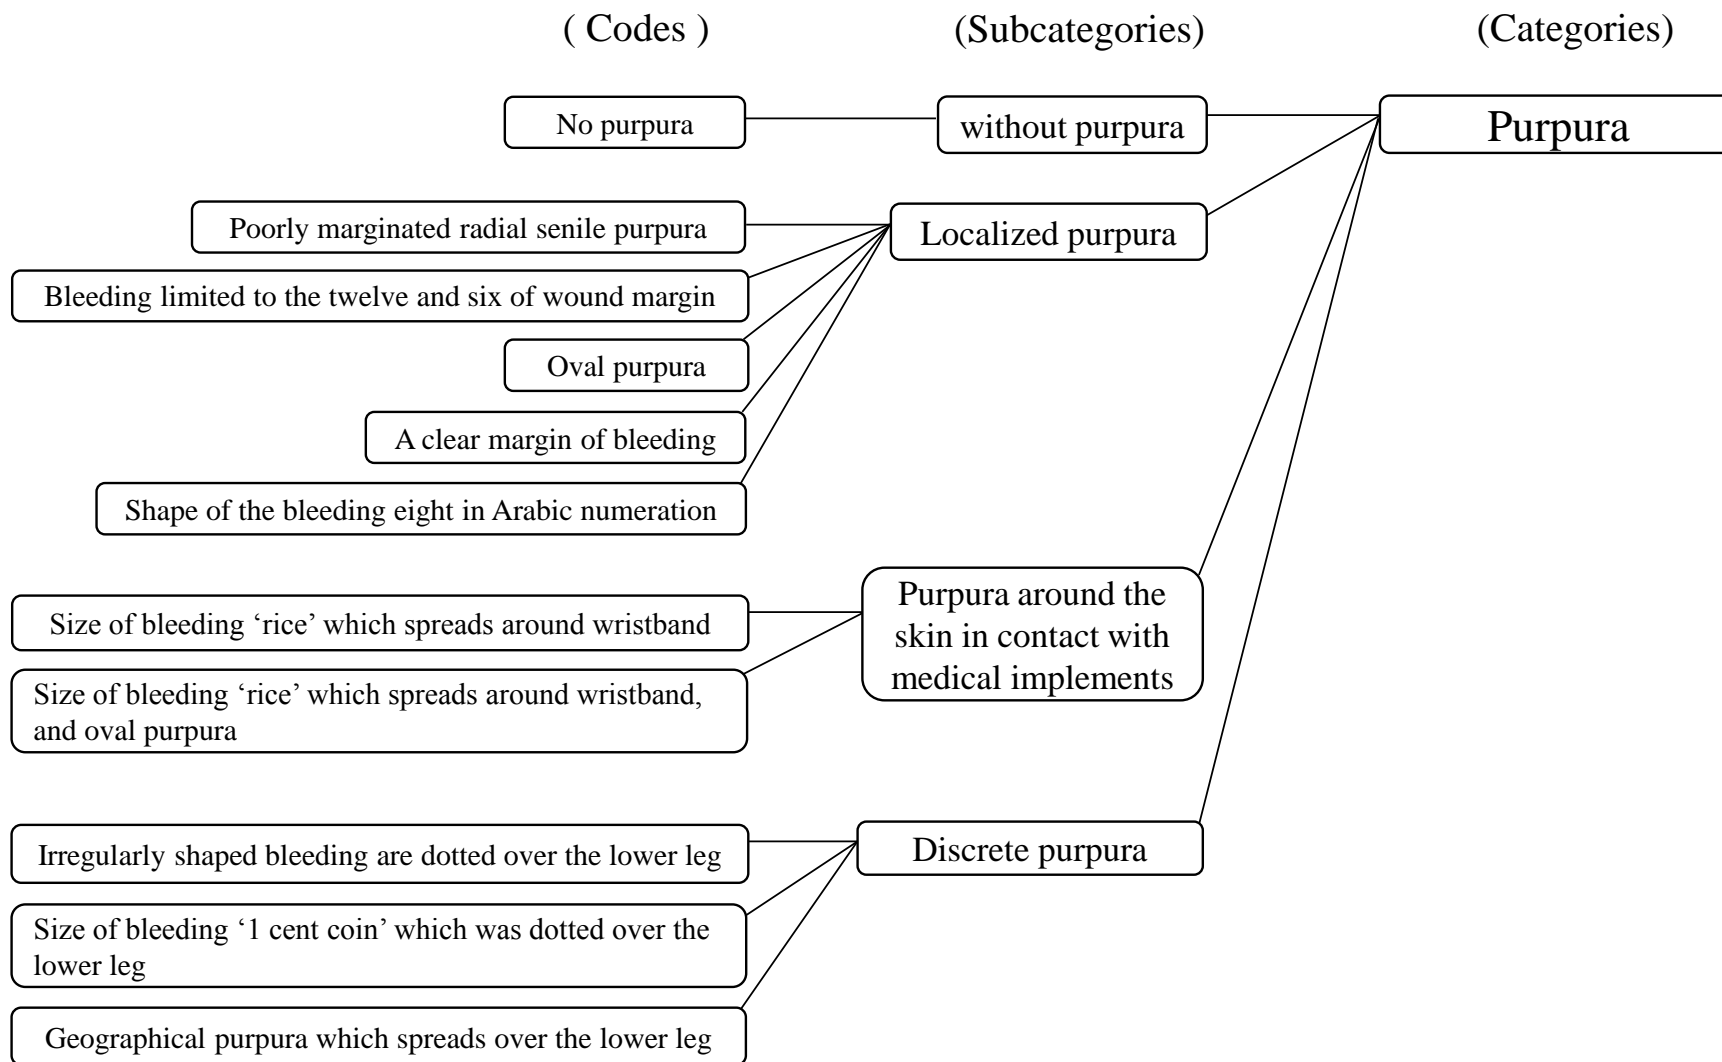 ( Codes )
(Subcategories)
(Categories)
No purpura
without purpura
Purpura
Poorly marginated radial senile purpura
Localized purpura
Bleeding limited to the twelve and six of wound margin
Oval purpura
A clear margin of bleeding
Shape of the bleeding eight in Arabic numeration
Size of bleeding ‘rice’ which spreads around wristband
Purpura around the
skin in contact with
medical implements
Size of bleeding ‘rice’ which spreads around wristband,
and oval purpura
Irregularly shaped bleeding are dotted over the lower leg
Discrete purpura
Size of bleeding ‘1 cent coin’ which was dotted over the
lower leg
Geographical purpura which spreads over the lower leg